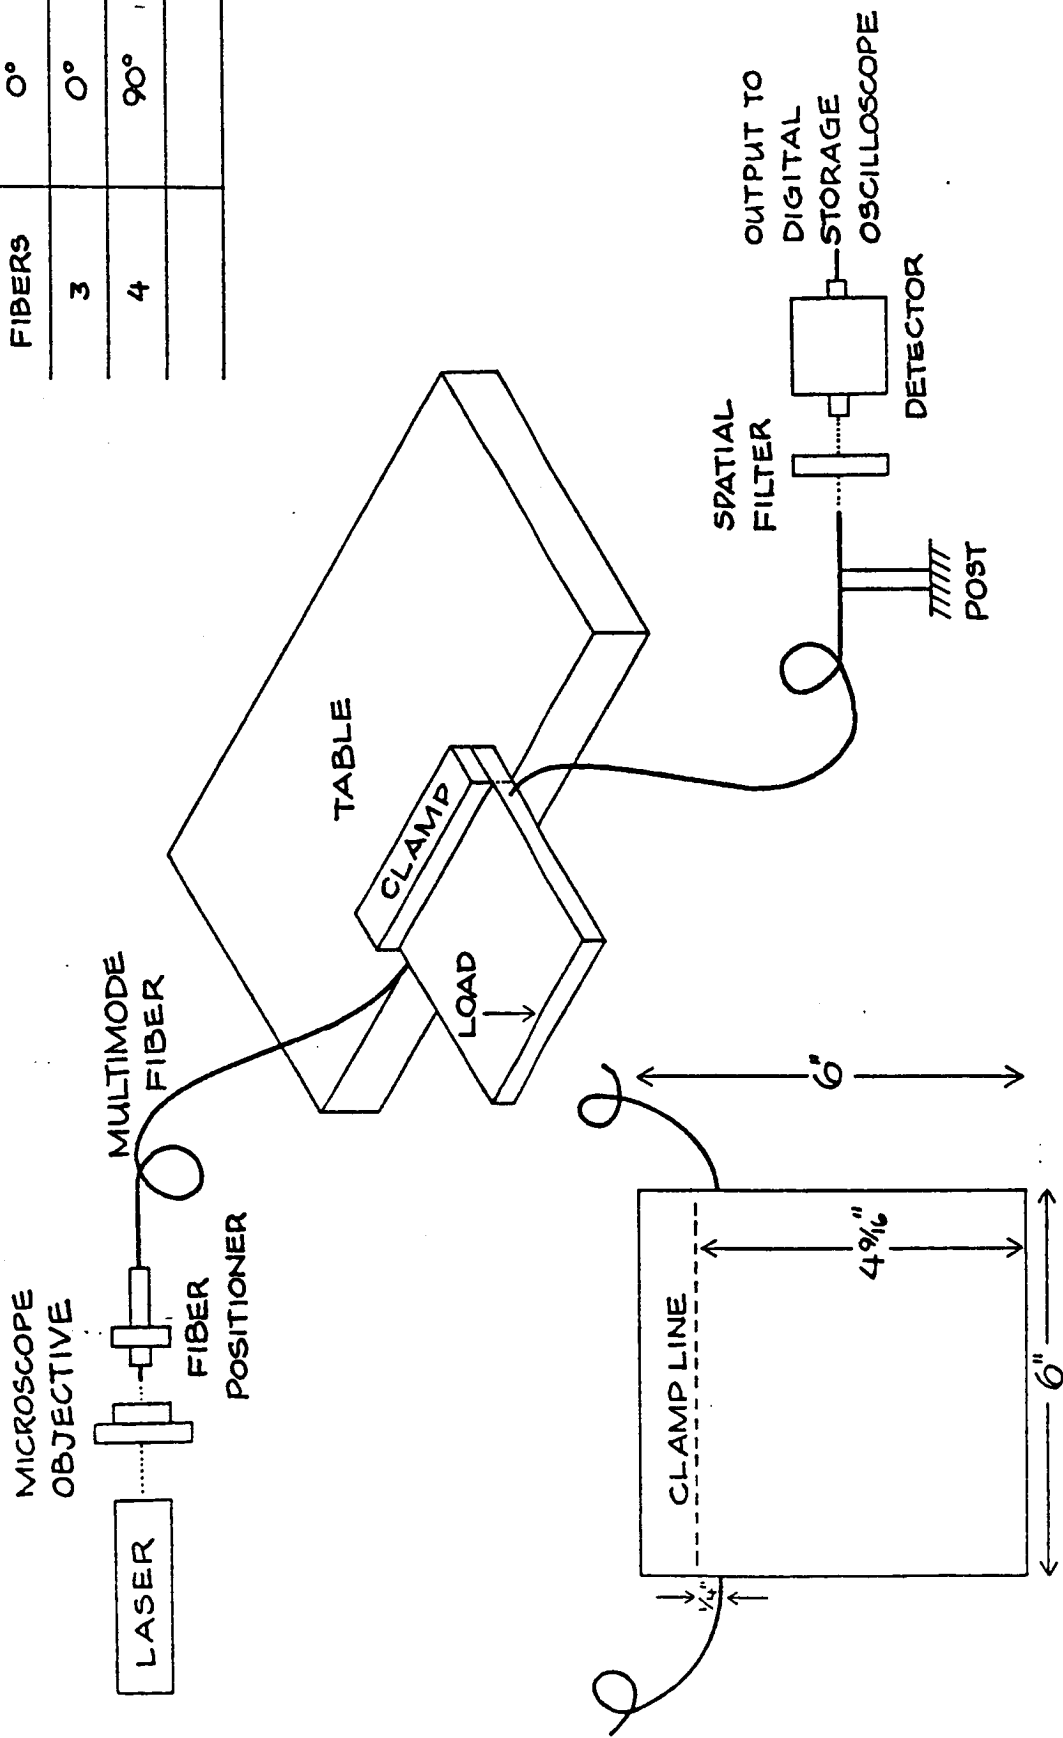 FIBERS 0°
3 0°
4 90°
MICROSCOPE
OBJECTIVE
LASER
FIBER
POSITIONER
MULTIMODE
FIBER
TABLE
CLAMP
LOAD
SPATIAL
FILTER
POST
DETECTOR
OUTPUT TO
DIGITAL
STORAGE
OSCILLOSCOPE
CLAMP LINE
1/4"
4 9/16"
6"
6"